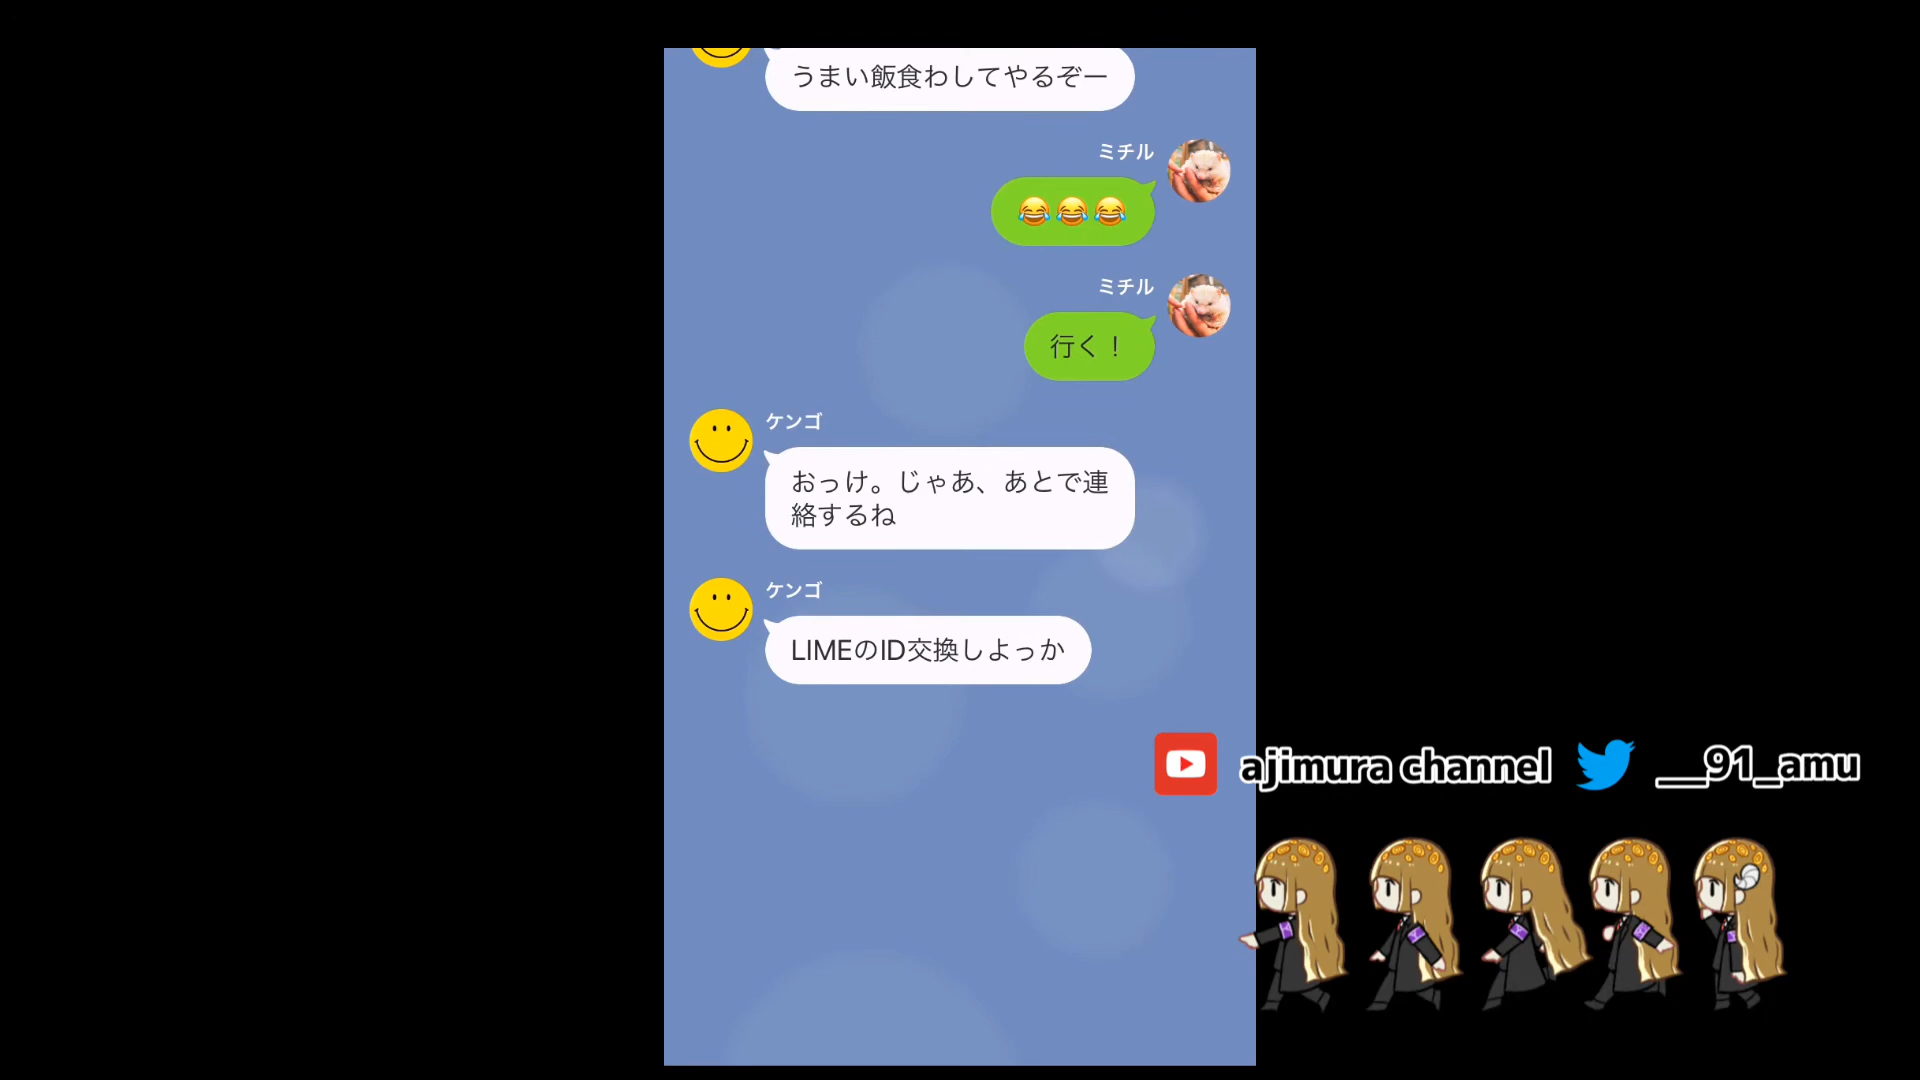 うまい飯食わしてやるぞー
ミチル
😂😂😂
ミチル
行く！
ケンゴ
おっけ。じゃあ、あとで連
絡するね
ケンゴ
LIMEのID交換しよっか
ajimura channel
__91_amu